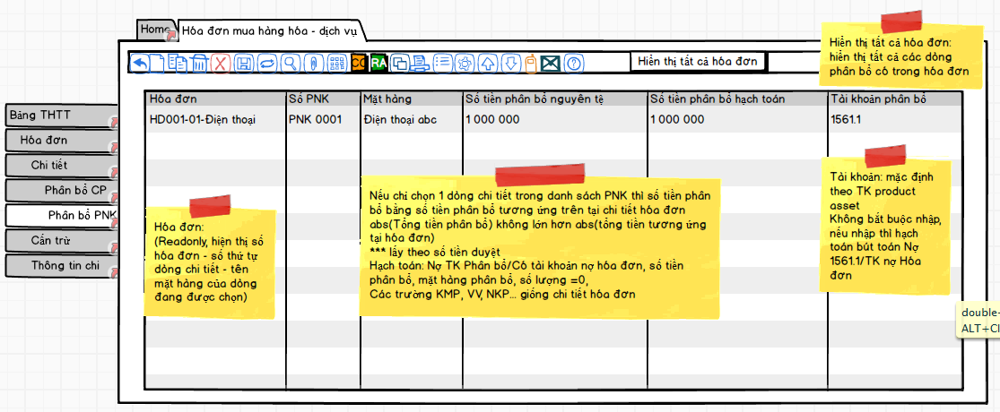 Home
Hóa đơn mua hàng hóa - dịch vụ
CO
RA
Hiển thị tất cả hóa đơn
Hiển thị tất cả hóa đơn:
hiển thị tất cả các dòng
phân bổ có trong hóa đơn
Bảng THTT
Hóa đơn
Chi tiết
Phân bổ CP
Phân bổ PNK
Cấn trừ
Thông tin chi
Hóa đơn
Số PNK
Mặt hàng
Số tiền phân bổ nguyên tệ
Số tiền phân bổ hạch toán
Tài khoản phân bổ
HD001-01-Điện thoại
PNK 0001
Điện thoại abc
1 000 000
1 000 000
1561.1
Hóa đơn:
(Readonly, hiện thị số
hóa đơn - số thứ tự
dòng chi tiết - tên
mặt hàng của dòng
đang được chọn)
Nếu chỉ chọn 1 dòng chi tiết trong danh sách PNK thì số tiền phân
bổ bằng số tiền phân bổ tương ứng trên tại chi tiết hóa đơn
abs(Tổng tiền phân bổ) không lớn hơn abs(tổng tiền tương ứng
tại hóa đơn)
*** lấy theo số tiền duyệt
Hạch toán: Nợ TK Phân bổ/Có tài khoản nợ hóa đơn, số tiền
phân bổ, mặt hàng phân bổ, số lượng =0,
Các trường KMP, VV, NKP... giống chi tiết hóa đơn
Tài khoản: mặc định
theo TK product
asset
Không bắt buộc nhập,
nếu nhập thì hạch
toán bút toán Nợ
1561.1/TK nợ Hóa
đơn
double-
ALT+Cl